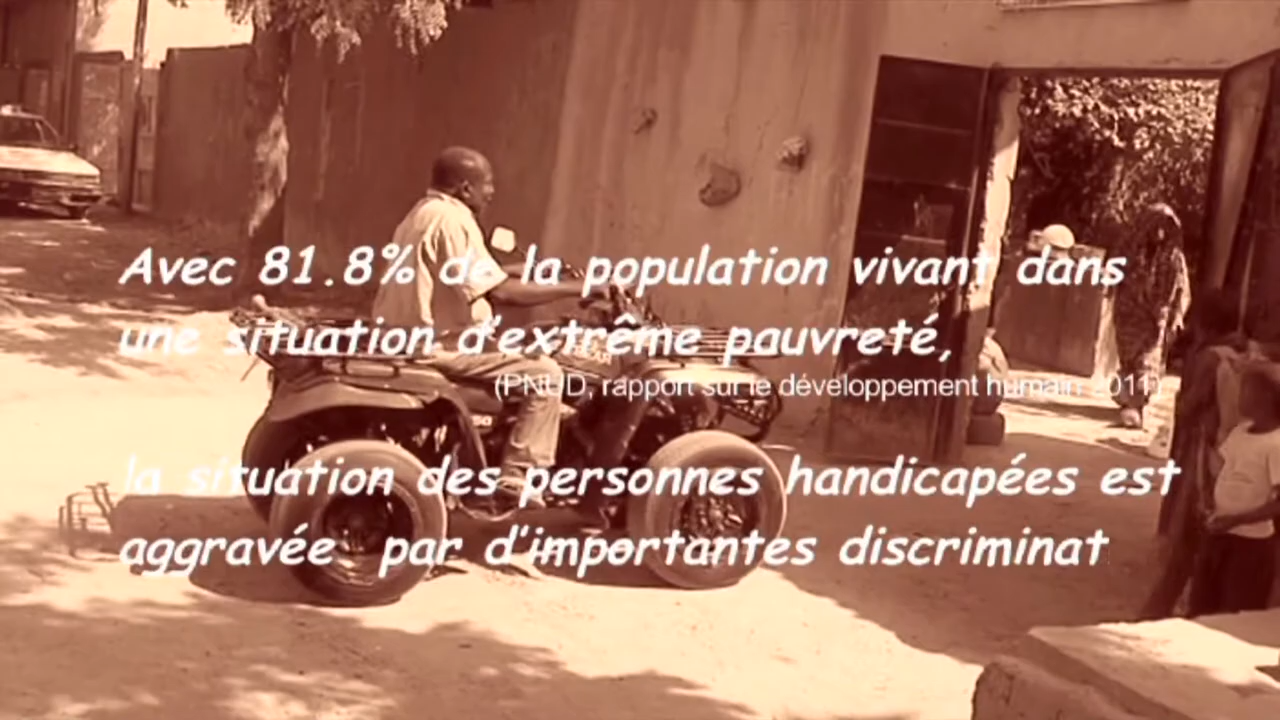 Avec 81.8% de la population vivant dans
une situation d'extrême pauvreté,
(PNUD, rapport sur le développement humain 2011)
la situation des personnes handicapées est
aggravée par d'importantes discriminat